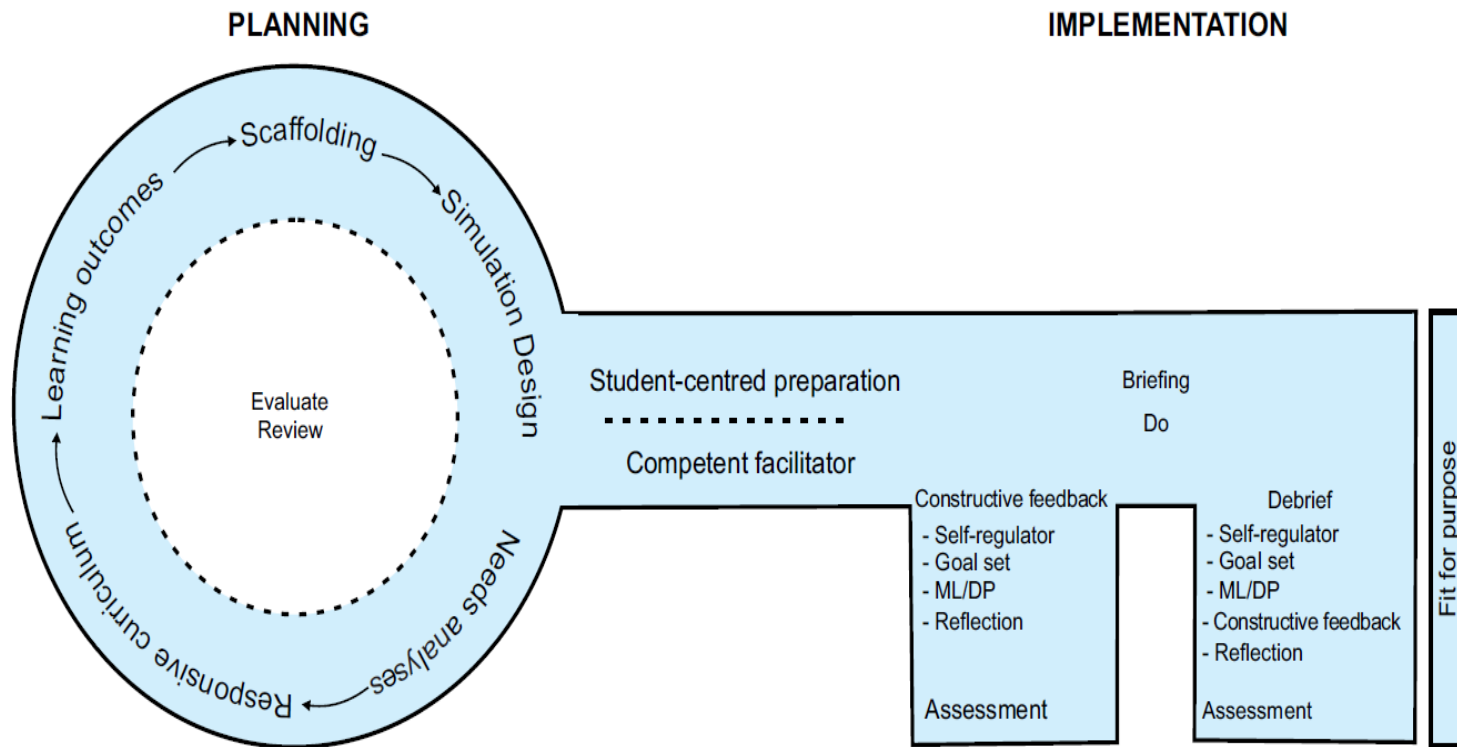 PLANNING
IMPLEMENTATION
Needs analyses
Responsive curriculum
Learning outcomes
Scaffolding
Simulation Design
Evaluate
Review
Student-centred preparation
Competent facilitator
Briefing
Do
Constructive feedback
- Self-regulator
- Goal set
- ML/DP
- Reflection
Assessment
Debrief
- Self-regulator
- Goal set
- ML/DP
- Constructive feedback
- Reflection
Assessment
Fit for purpose